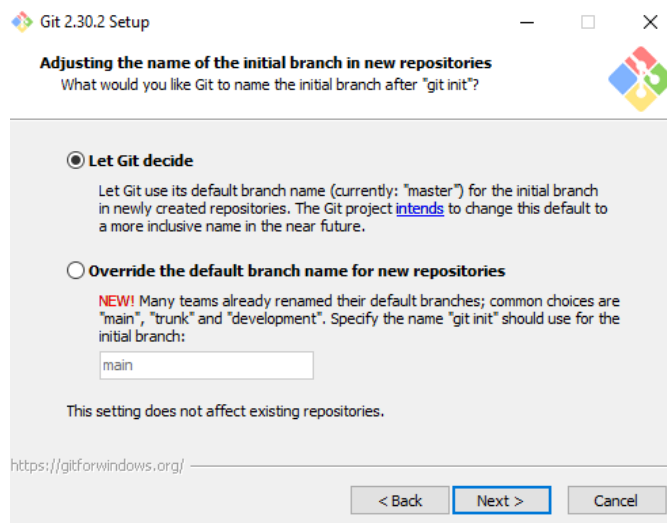 Git 2.30.2 Setup
Adjusting the name of the initial branch in new repositories
What would you like Git to name the initial branch after "git init"?
Let Git decide
Let Git use its default branch name (currently: "master") for the initial branch
in newly created repositories. The Git project intends to change this default to
a more inclusive name in the near future.
Override the default branch name for new repositories
NEW! Many teams already renamed their default branches; common choices are
"main", "trunk" and "development". Specify the name "git init" should use for the
initial branch:
main
This setting does not affect existing repositories.
https://gitforwindows.org/
< Back Next > Cancel